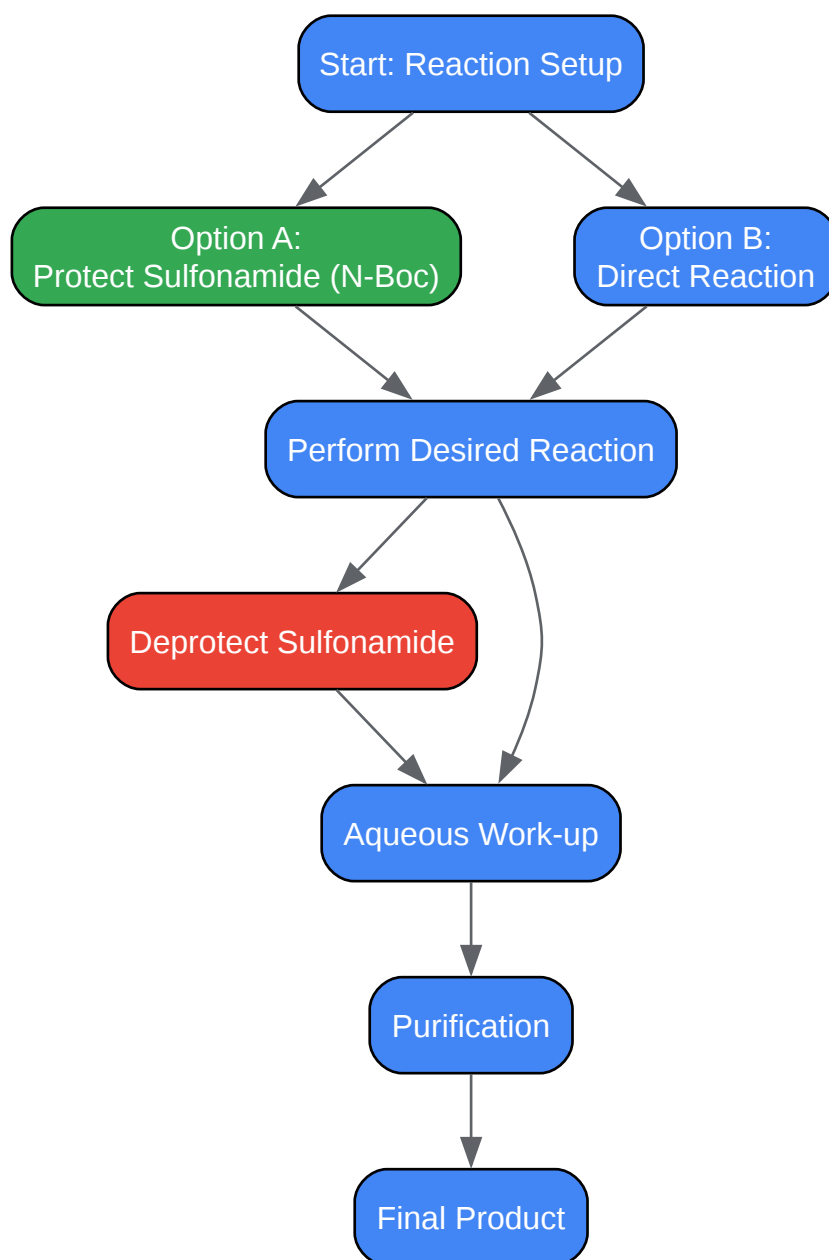 Start: Reaction Setup
Option A:
Protect Sulfonamide (N-Boc)
Option B:
Direct Reaction
Perform Desired Reaction
Deprotect Sulfonamide
Aqueous Work-up
Purification
Final Product